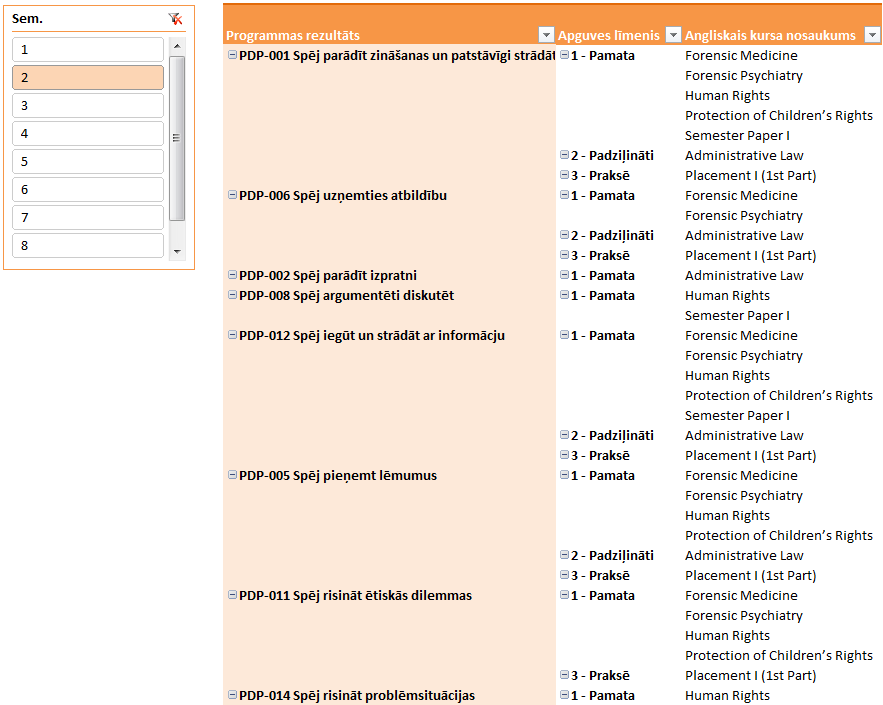 Sem.
1
2
3
4
5
6
7
8
Programmas rezultāts Apguves līmenis Angliskais kursa nosaukums
PDP-001 Spēj parādīt zināšanas un patstāvīgi strādāt 1 - Pamata Forensic Medicine
Forensic Psychiatry
Human Rights
Protection of Children’s Rights
Semester Paper I
2 - Padziļināti Administrative Law
3 - Praksē Placement I (1st Part)
PDP-006 Spēj uzņemties atbildību 1 - Pamata Forensic Medicine
Forensic Psychiatry
2 - Padziļināti Administrative Law
3 - Praksē Placement I (1st Part)
PDP-002 Spēj parādīt izpratni 1 - Pamata Administrative Law
PDP-008 Spēj argumentēti diskutēt 1 - Pamata Human Rights
Semester Paper I
PDP-012 Spēj iegūt un strādāt ar informācju 1 - Pamata Forensic Medicine
Forensic Psychiatry
Human Rights
Protection of Children’s Rights
Semester Paper I
2 - Padziļināti Administrative Law
3 - Praksē Placement I (1st Part)
PDP-005 Spēj pieņemt lēmumus 1 - Pamata Forensic Medicine
Forensic Psychiatry
Human Rights
Protection of Children’s Rights
2 - Padziļināti Administrative Law
3 - Praksē Placement I (1st Part)
PDP-011 Spēj risināt ētiskās dilemmas 1 - Pamata Forensic Medicine
Forensic Psychiatry
Human Rights
Protection of Children’s Rights
3 - Praksē Placement I (1st Part)
PDP-014 Spēj risināt problēmsituācijas 1 - Pamata Human Rights